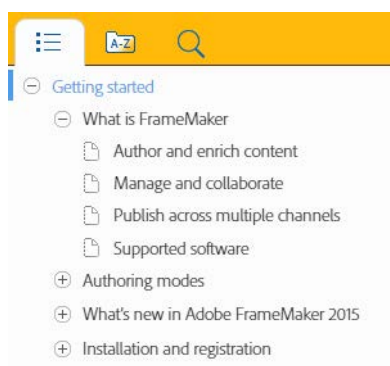 A-Z
Getting started
What is FrameMaker
Author and enrich content
Manage and collaborate
Publish across multiple channels
Supported software
Authoring modes
What's new in Adobe FrameMaker 2015
Installation and registration